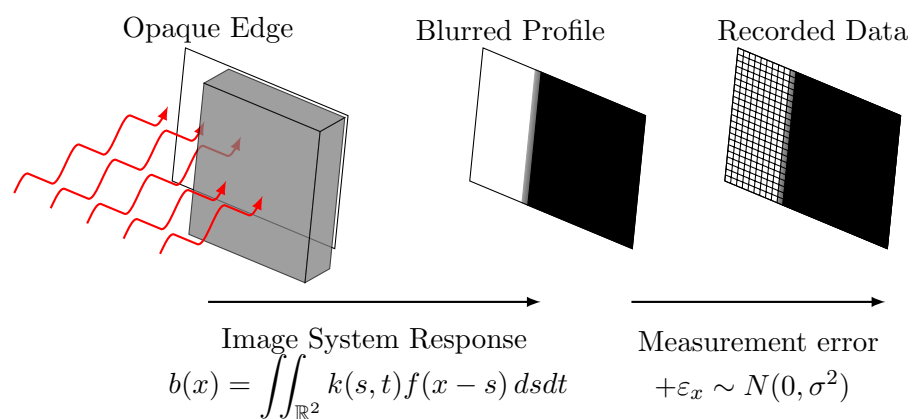 Opaque Edge
Blurred Profile
Recorded Data
Image System Response
b(x) = ∬_{ℝ²} k(s, t) f(x − s) dsdt
Measurement error
+ε_x ∼ N(0, σ²)